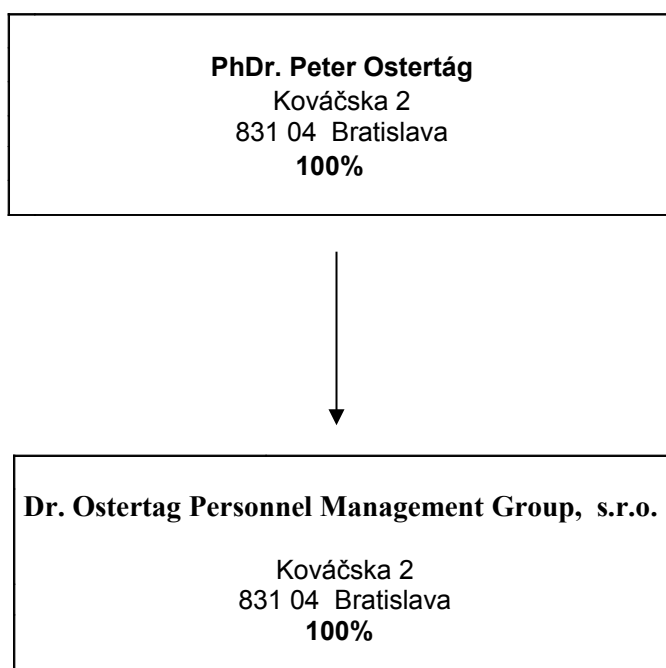 PhDr. Peter Ostertág
Kováčska 2
831 04 Bratislava
100%
Dr. Ostertag Personnel Management Group, s.r.o.
Kováčska 2
831 04 Bratislava
100%